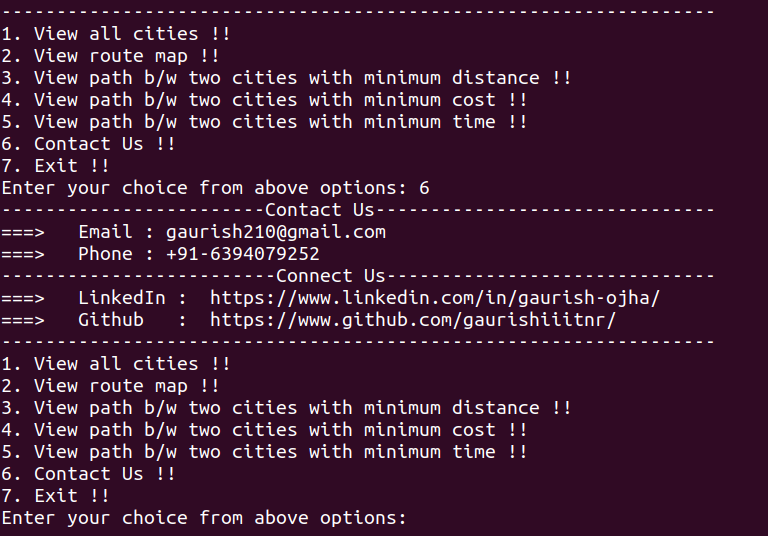 -----------------------------------------------------------------
1. View all cities !!
2. View route map !!
3. View path b/w two cities with minimum distance !!
4. View path b/w two cities with minimum cost !!
5. View path b/w two cities with minimum time !!
6. Contact Us !!
7. Exit !!
Enter your choice from above options: 6
------------------------Contact Us-------------------------------
===>   Email : gaurish210@gmail.com
===>   Phone : +91-6394079252
-------------------------Connect Us------------------------------
===>   LinkedIn :  https://www.linkedin.com/in/gaurish-ojha/
===>   Github   :  https://www.github.com/gaurishiiitnr/
-----------------------------------------------------------------
1. View all cities !!
2. View route map !!
3. View path b/w two cities with minimum distance !!
4. View path b/w two cities with minimum cost !!
5. View path b/w two cities with minimum time !!
6. Contact Us !!
7. Exit !!
Enter your choice from above options: